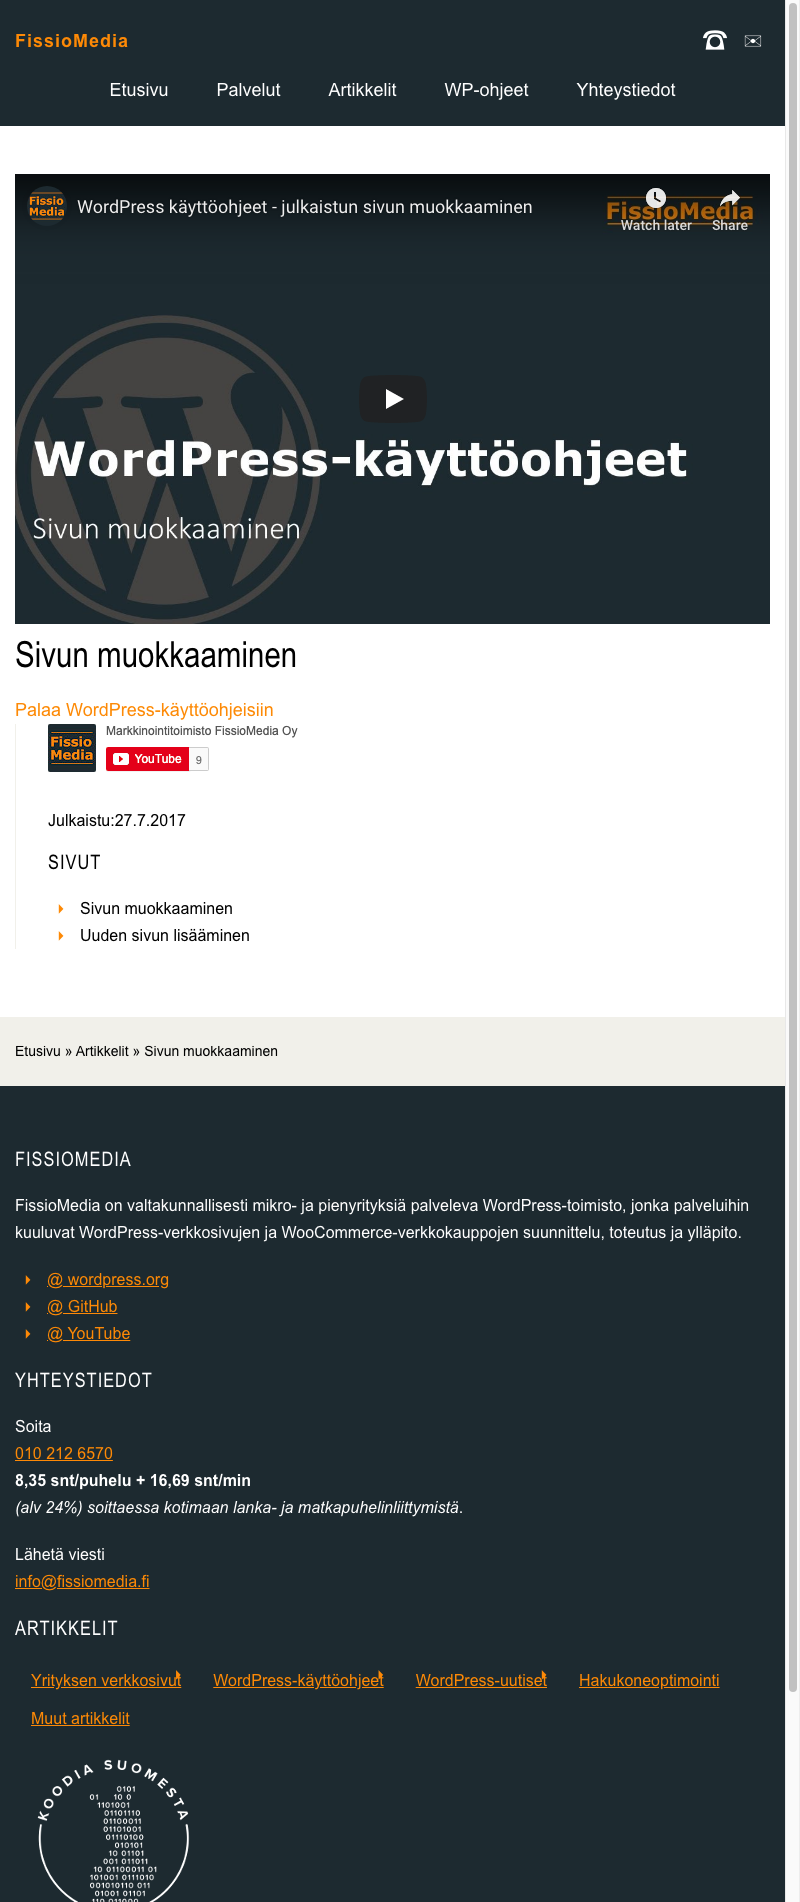 FissioMedia
Etusivu Palvelut Artikkelit WP-ohjeet Yhteystiedot
Fissio
Media
WordPress käyttöohjeet - julkaistun sivun muokkaaminen
FissioMedia
Watch later
Share
WordPress-käyttöohjeet
Sivun muokkaaminen
Sivun muokkaaminen
Palaa WordPress-käyttöohjeisiin
Fissio
Media
Markkinointitoimisto FissioMedia Oy
YouTube 9
Julkaistu:27.7.2017
SIVUT
Sivun muokkaaminen
Uuden sivun lisääminen
Etusivu » Artikkelit » Sivun muokkaaminen
FISSIOMEDIA
FissioMedia on valtakunnallisesti mikro- ja pienyrityksiä palveleva WordPress-toimisto, jonka palveluihin
kuuluvat WordPress-verkkosivujen ja WooCommerce-verkkokauppojen suunnittelu, toteutus ja ylläpito.
@ wordpress.org
@ GitHub
@ YouTube
YHTEYSTIEDOT
Soita
010 212 6570
8,35 snt/puhelu + 16,69 snt/min
(alv 24%) soittaessa kotimaan lanka- ja matkapuhelinliittymistä.
Lähetä viesti
info@fissiomedia.fi
ARTIKKELIT
Yrityksen verkkosivut WordPress-käyttöohjeet WordPress-uutiset Hakukoneoptimointi
Muut artikkelit
KOODIA SUOMESTA
0101
01 10 0
1101001
01101110
01100011
01101001
01110100
010101
10 01101
001 011011
10 01100011 01
101001 0111010
001010110 011
01001 01101